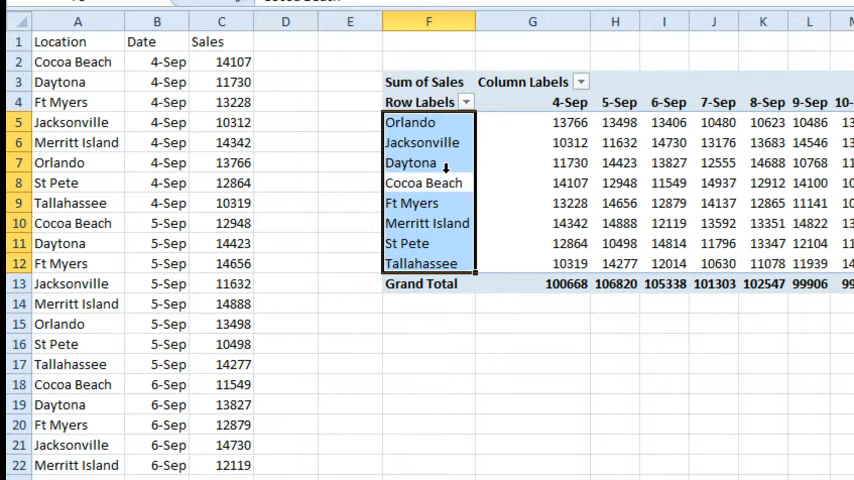 A B C D E F G H I J K L
1 Location Date Sales
2 Cocoa Beach 4-Sep 14107
3 Daytona 4-Sep 11730 Sum of Sales Column Labels
4 Ft Myers 4-Sep 13228 Row Labels 4-Sep 5-Sep 6-Sep 7-Sep 8-Sep 9-Sep 10-
5 Jacksonville 4-Sep 10312 Orlando 13766 13498 13406 10480 10623 10486 13
6 Merritt Island 4-Sep 14342 Jacksonville 10312 11632 14730 13176 13683 14546 13
7 Orlando 4-Sep 13766 Daytona 11730 14423 13827 12555 14688 10768 11
8 St Pete 4-Sep 12864 Cocoa Beach 14107 12948 11549 14937 12912 14100 10
9 Tallahassee 4-Sep 10319 Ft Myers 13228 14656 12879 14137 12865 11141 10
10 Cocoa Beach 5-Sep 12948 Merritt Island 14342 14888 12119 13592 13351 14822 13
11 Daytona 5-Sep 14423 St Pete 12864 10498 14814 11796 13347 12104 11
12 Ft Myers 5-Sep 14656 Tallahassee 10319 14277 12014 10630 11078 11939 14
13 Jacksonville 5-Sep 11632 Grand Total 100668 106820 105338 101303 102547 99906 99
14 Merritt Island 5-Sep 14888
15 Orlando 5-Sep 13498
16 St Pete 5-Sep 10498
17 Tallahassee 5-Sep 14277
18 Cocoa Beach 6-Sep 11549
19 Daytona 6-Sep 13827
20 Ft Myers 6-Sep 12879
21 Jacksonville 6-Sep 14730
22 Merritt Island 6-Sep 12119